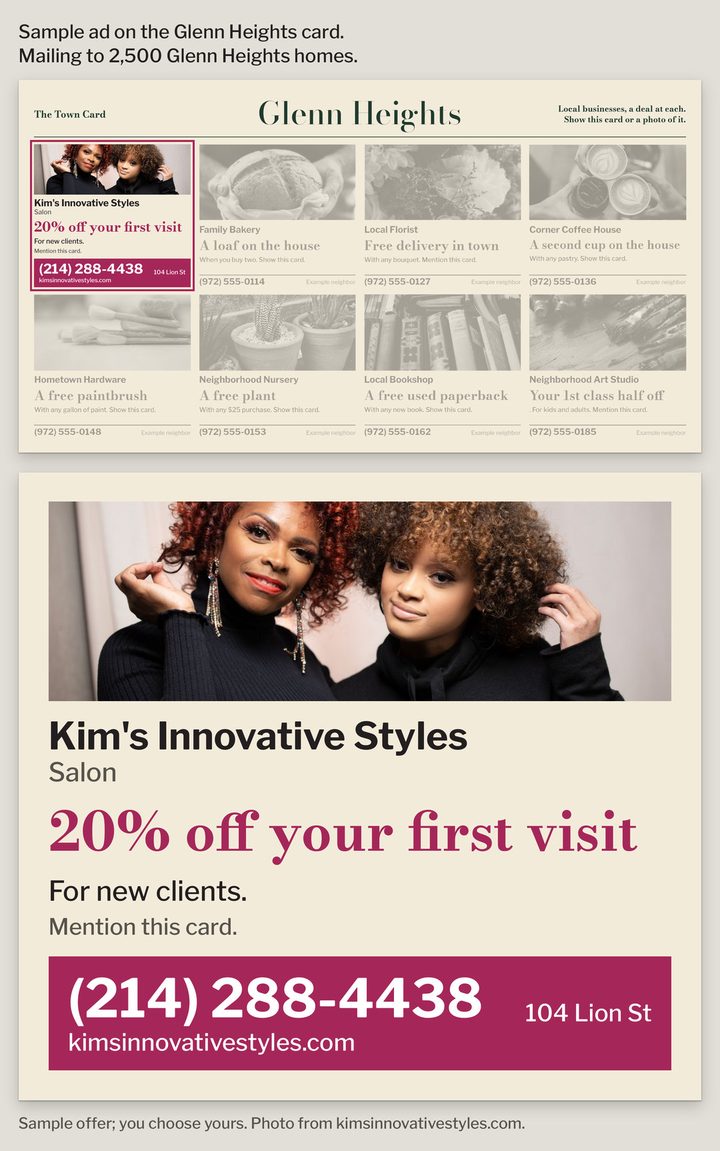 Sample ad on the Glenn Heights card.
Mailing to 2,500 Glenn Heights homes.
The Town Card
Glenn Heights
Local businesses, a deal at each.
Show this card or a photo of it.
Kim's Innovative Styles
Salon
20% off your first visit
For new clients.
Mention this card.
(214) 288-4438
104 Lion St
kimsinnovativestyles.com
Family Bakery
A loaf on the house
When you buy two. Show this card.
(972) 555-0114
Example neighbor
Local Florist
Free delivery in town
With any bouquet. Mention this card.
(972) 555-0127
Example neighbor
Corner Coffee House
A second cup on the house
With any pastry. Show this card.
(972) 555-0136
Example neighbor
Hometown Hardware
A free paintbrush
With any gallon of paint. Show this card.
(972) 555-0148
Example neighbor
Neighborhood Nursery
A free plant
With any $25 purchase. Show this card.
(972) 555-0153
Example neighbor
Local Bookshop
A free used paperback
With any new book. Show this card.
(972) 555-0162
Example neighbor
Neighborhood Art Studio
Your 1st class half off
For kids and adults. Mention this card.
(972) 555-0185
Example neighbor
Kim's Innovative Styles
Salon
20% off your first visit
For new clients.
Mention this card.
(214) 288-4438
104 Lion St
kimsinnovativestyles.com
Sample offer; you choose yours. Photo from kimsinnovativestyles.com.